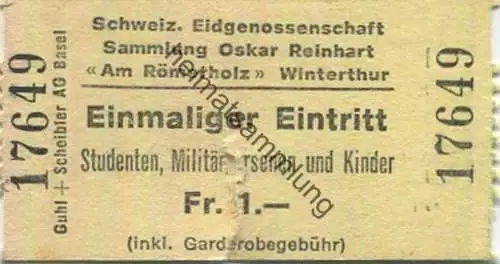 Schweiz. Eidgenossenschaft
Sammlung Oskar Reinhart
«Am Römerholz» Winterthur
Einmaliger Eintritt
Studenten, Militärpersonen und Kinder
Fr. 1.—
(inkl. Garderobegebühr)
17649
Guhl + Scheibler AG Basel
17649
heimatsammlung